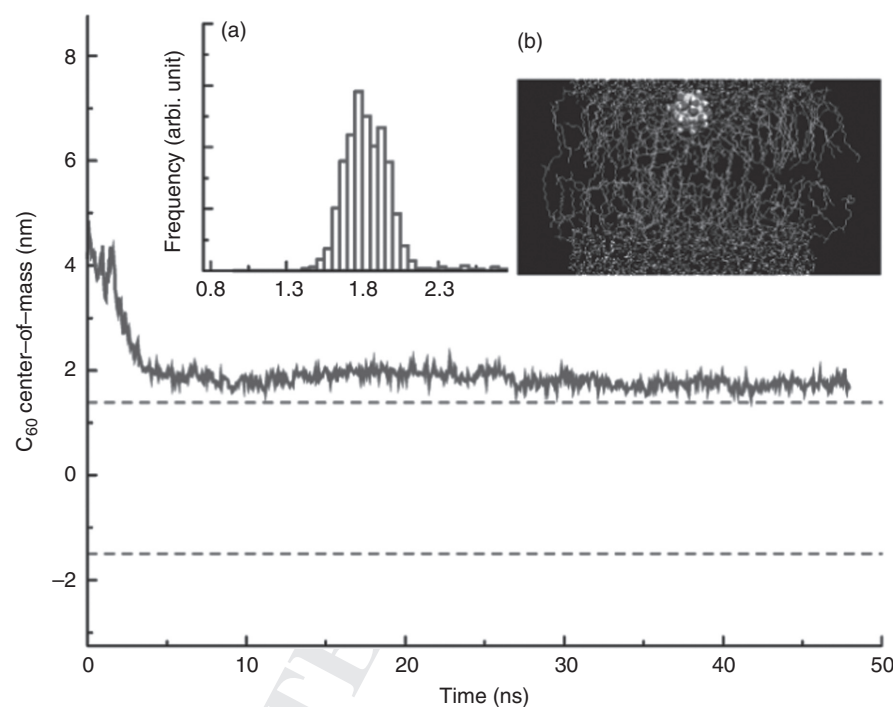 (a)
(b)
Frequency (arbi. unit)
0.8 1.3 1.8 2.3
C60 center–of–mass (nm)
8
6
4
2
0
–2
0 10 20 30 40 50
Time (ns)